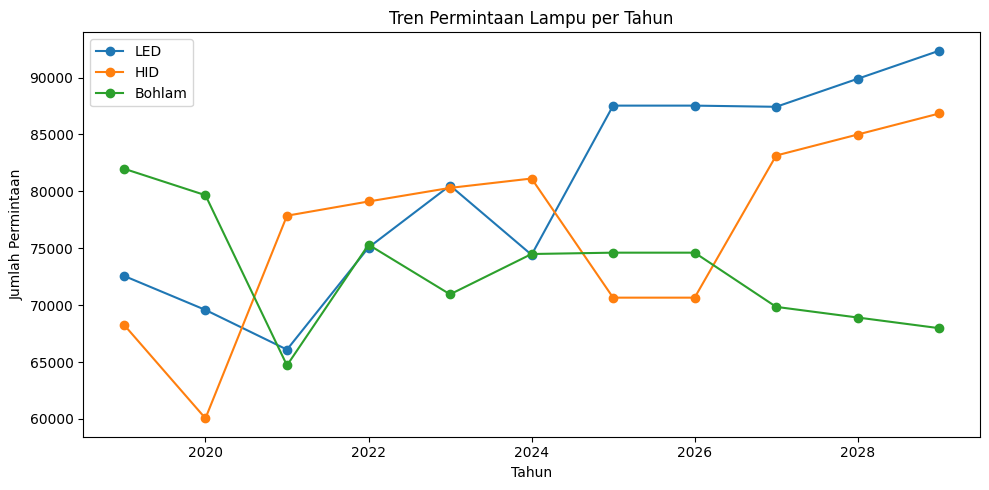 Tren Permintaan Lampu per Tahun
LED
HID
Bohlam
Jumlah Permintaan
90000
85000
80000
75000
70000
65000
60000
2020 2022 2024 2026 2028
Tahun